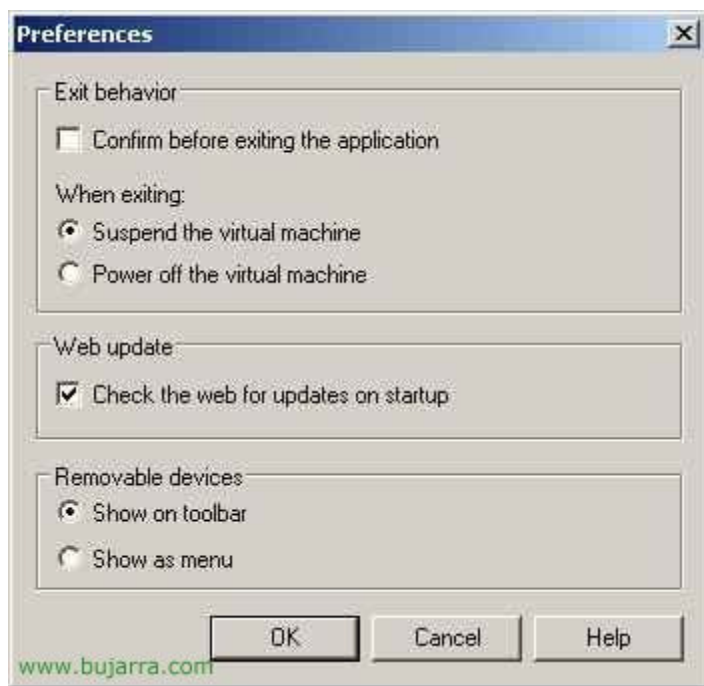 Preferences
Exit behavior
Confirm before exiting the application
When exiting:
Suspend the virtual machine
Power off the virtual machine
Web update
Check the web for updates on startup
Removable devices
Show on toolbar
Show as menu
OK
Cancel
Help
www.bujarra.com